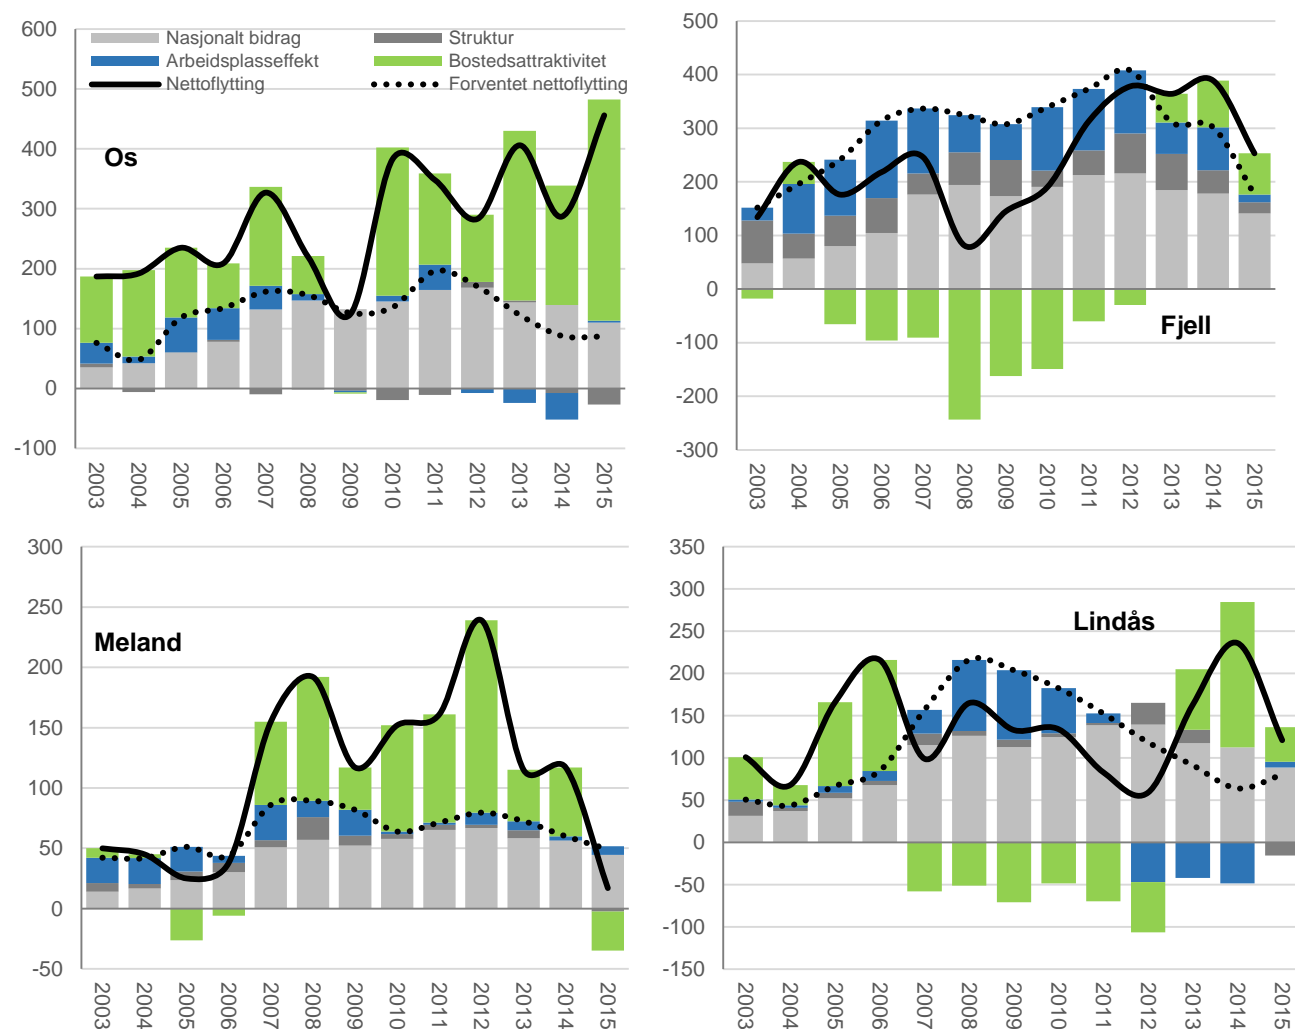 600
500
400
300
200
100
0
-100
Nasjonalt bidrag
Struktur
Arbeidsplasseffekt
Bostedsattraktivitet
Nettoflytting
Forventet nettoflytting
Os
2003 2004 2005 2006 2007 2008 2009 2010 2011 2012 2013 2014 2015
500
400
300
200
100
0
-100
-200
-300
Fjell
2003 2004 2005 2006 2007 2008 2009 2010 2011 2012 2013 2014 2015
300
250
200
150
100
50
0
-50
Meland
2003 2004 2005 2006 2007 2008 2009 2010 2011 2012 2013 2014 2015
350
300
250
200
150
100
50
0
-50
-100
-150
Lindås
2003 2004 2005 2006 2007 2008 2009 2010 2011 2012 2013 2014 2015